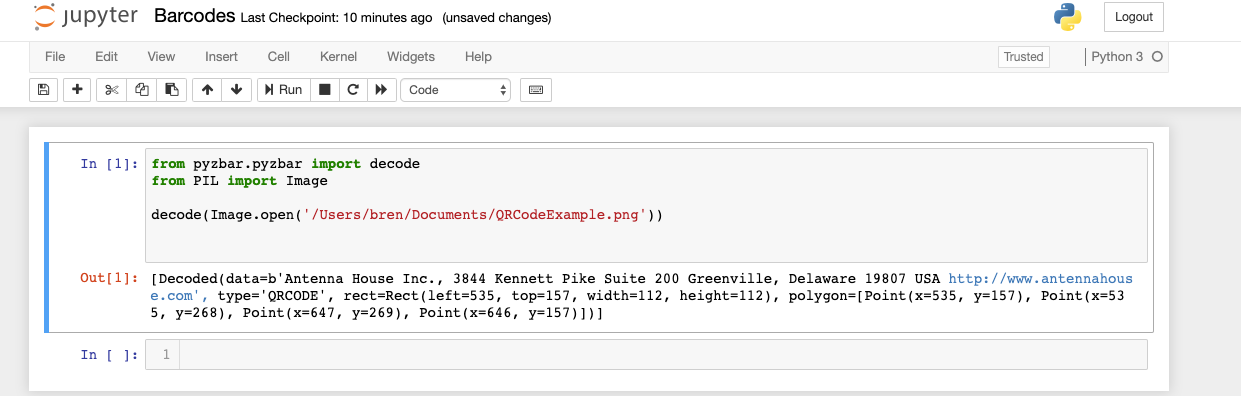 jupyter Barcodes Last Checkpoint: 10 minutes ago (unsaved changes) Logout
File Edit View Insert Cell Kernel Widgets Help Trusted Python 3
Run Code
In [1]: from pyzbar.pyzbar import decode
from PIL import Image
decode(Image.open('/Users/bren/Documents/QRCodeExample.png'))
Out[1]: [Decoded(data=b'Antenna House Inc., 3844 Kennett Pike Suite 200 Greenville, Delaware 19807 USA http://www.antennahous
e.com', type='QRCODE', rect=Rect(left=535, top=157, width=112, height=112), polygon=[Point(x=535, y=157), Point(x=53
5, y=268), Point(x=647, y=269), Point(x=646, y=157)])]
In [ ]: 1